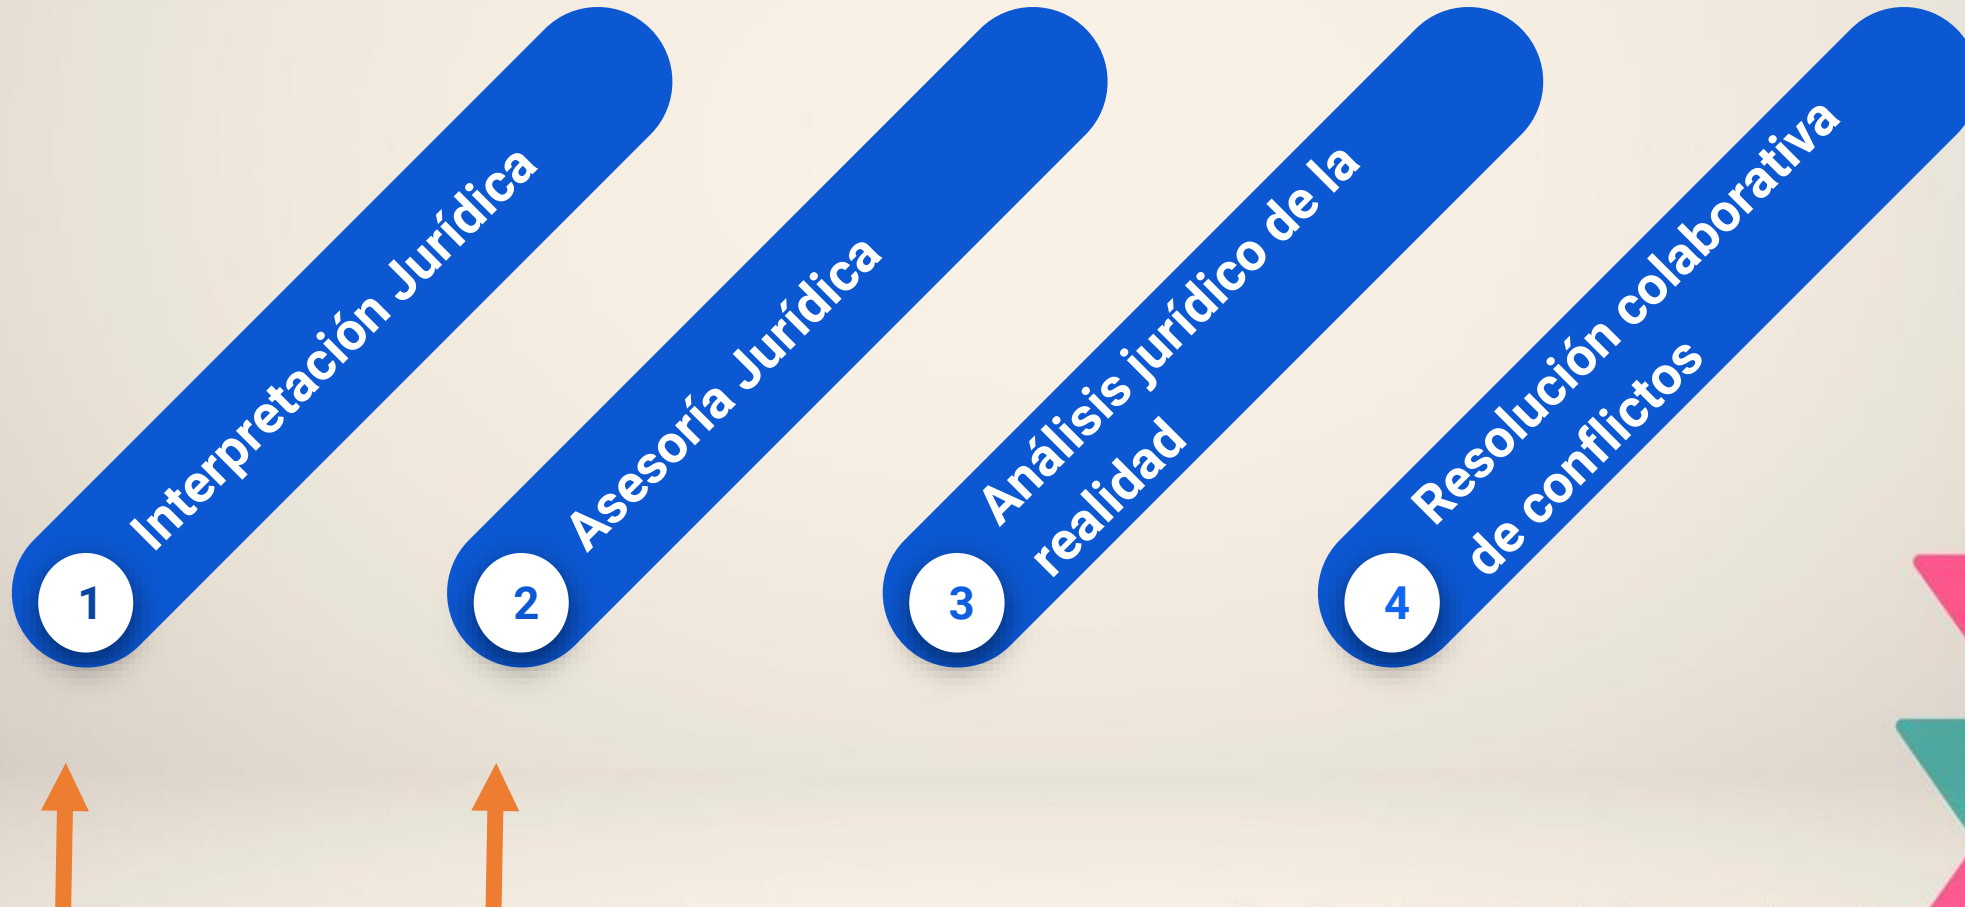 1
Interpretación Jurídica
2
Asesoría Jurídica
3
Análisis jurídico de la
realidad
4
Resolución colaborativa
de conflictos